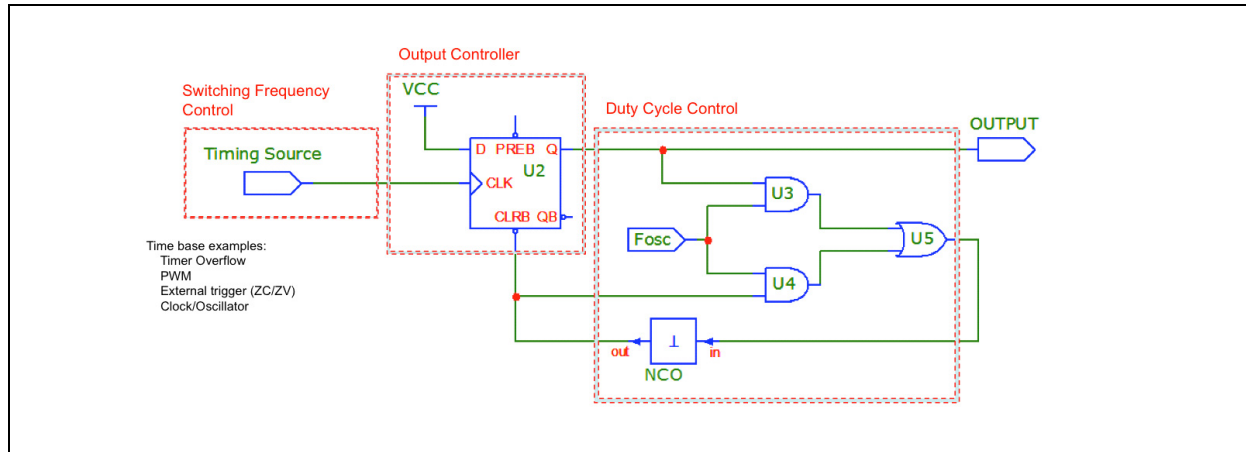 Output Controller
Switching Frequency
Control
VCC
Duty Cycle Control
OUTPUT
Timing Source
D PREB Q
U2
CLK
CLRB QB
U3
Fosc
U5
U4
Time base examples:
Timer Overflow
PWM
External trigger (ZC/ZV)
Clock/Oscillator
⊥
out
in
NCO